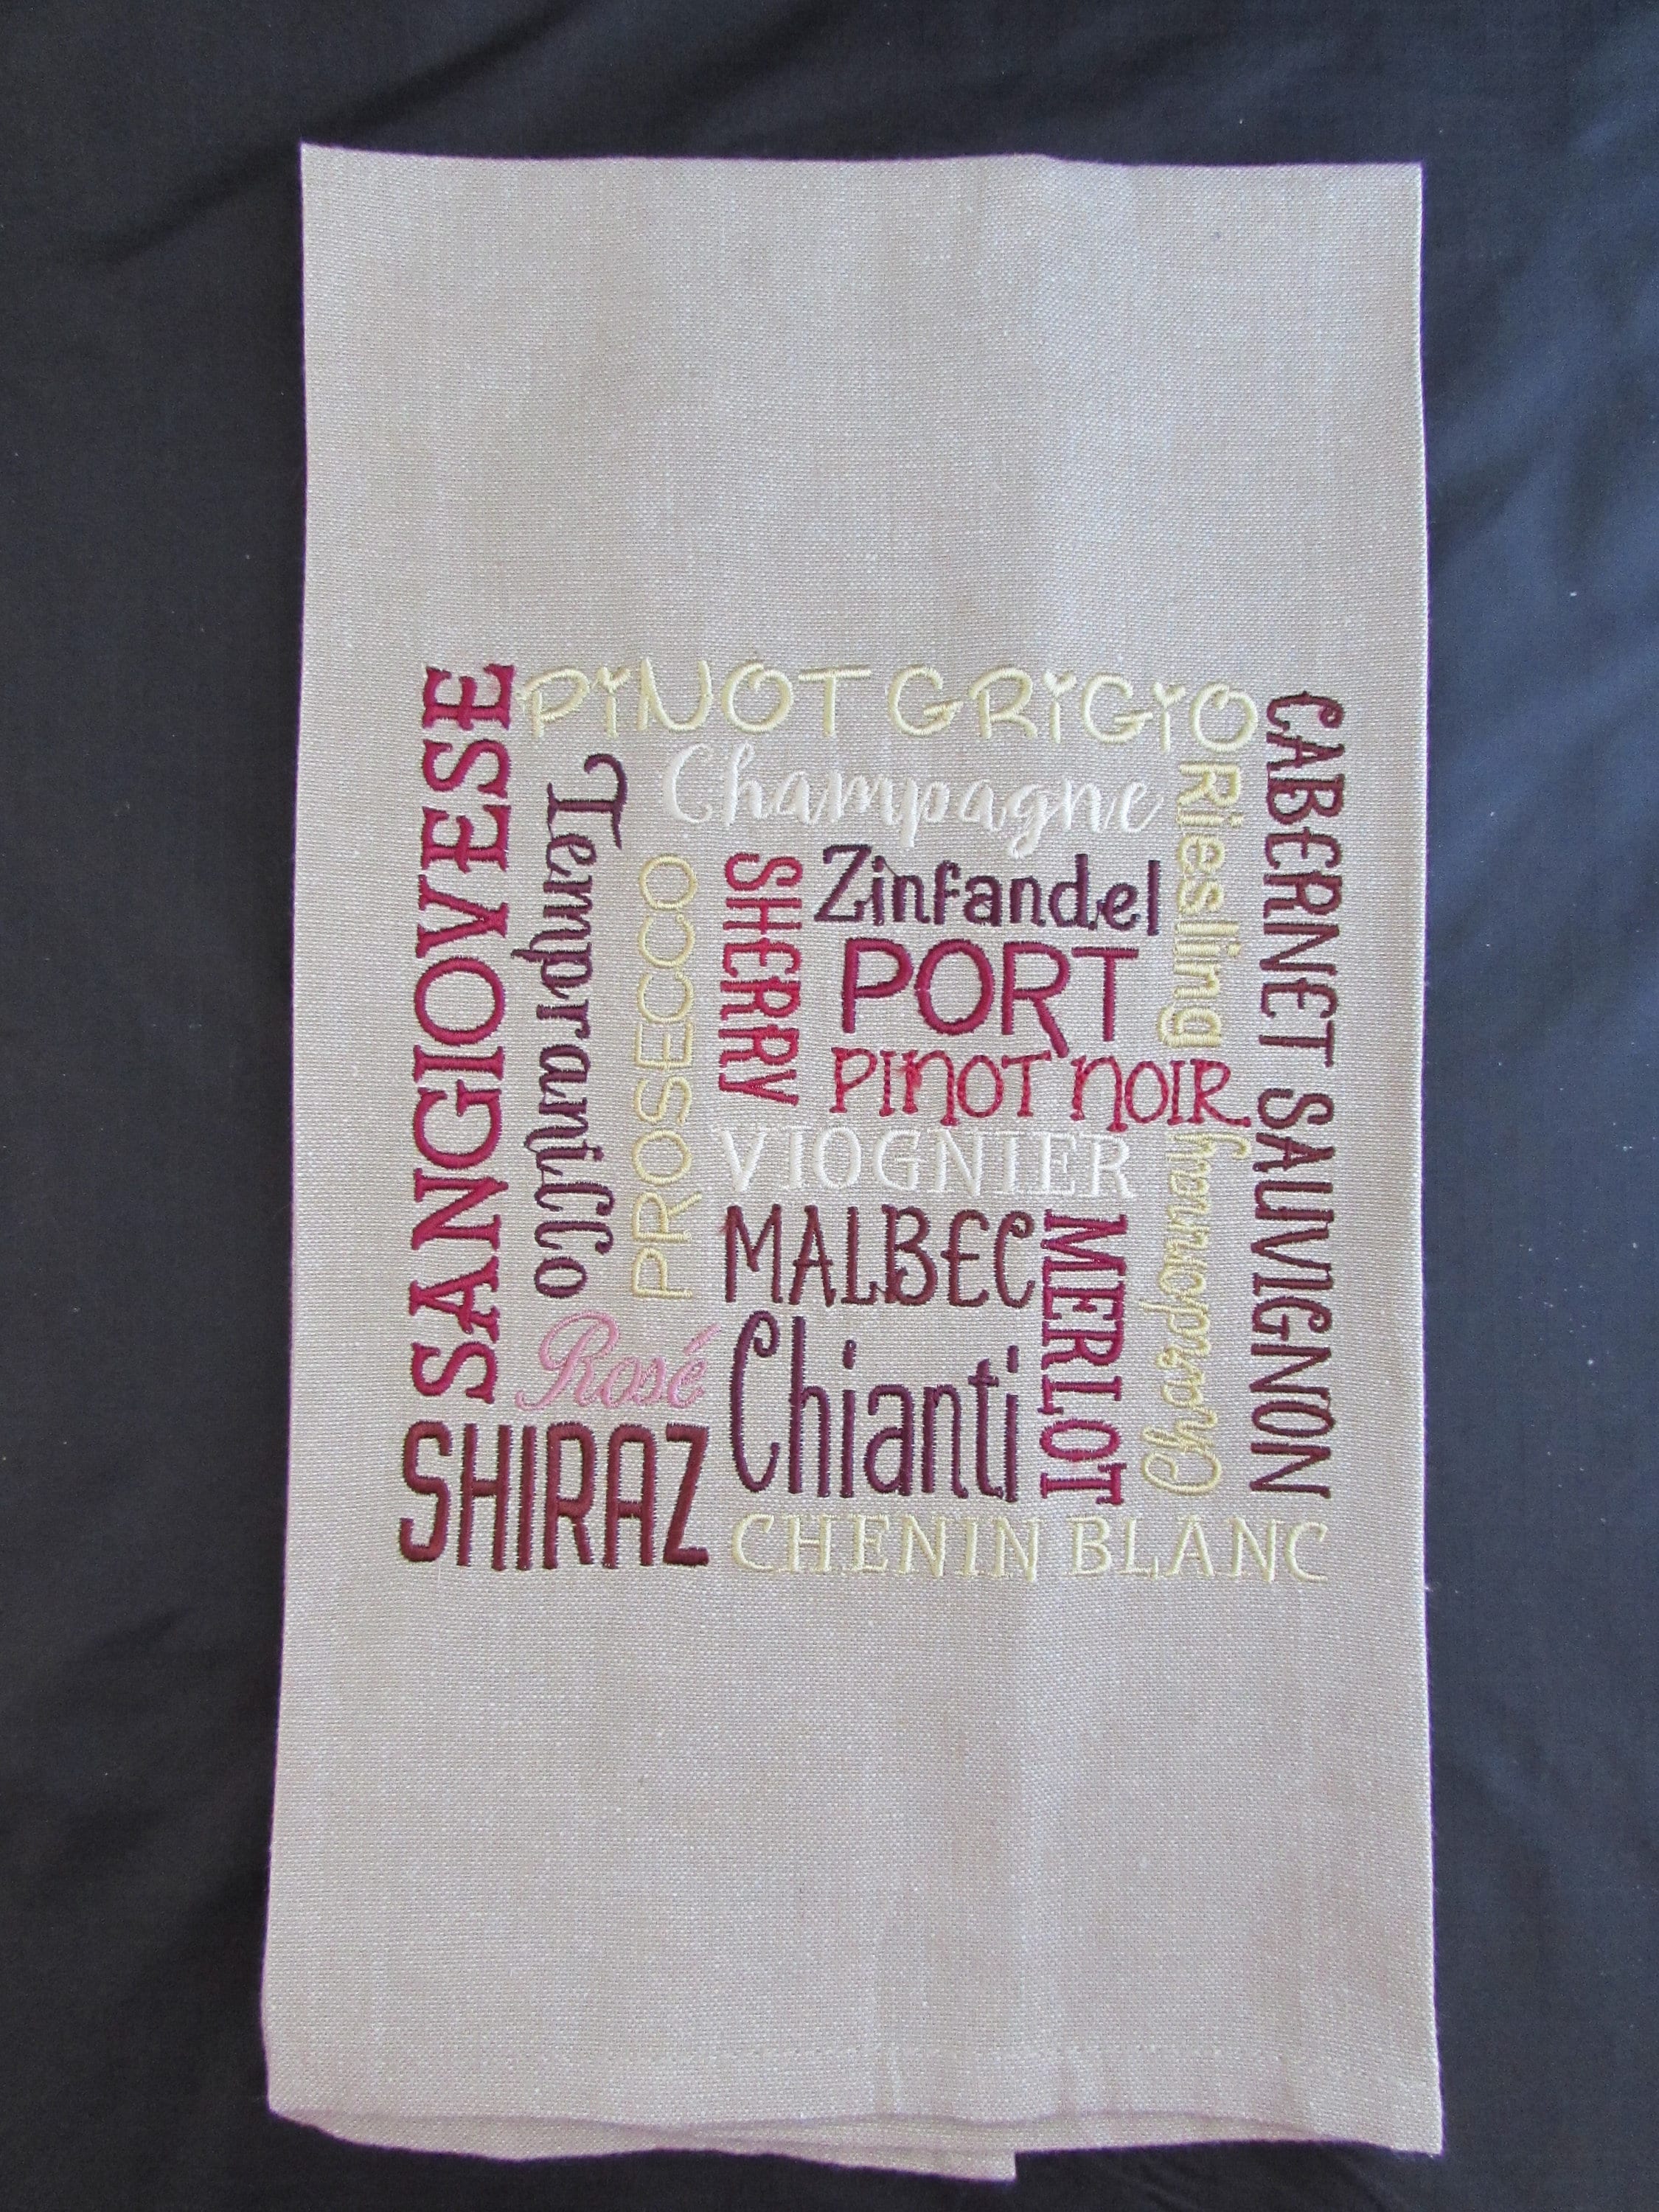 SANGIOVESE
PINOT GRIGIO
CABERNET SAUVIGNON
Tempranillo
Champagne
Riesling
PROSECCO
SHERRY
Zinfandel
PORT
PINOT NOIR
VIOGNIER
Chardonnay
MALBEC
MERLOT
Rosé
Chianti
SHIRAZ
CHENIN BLANC